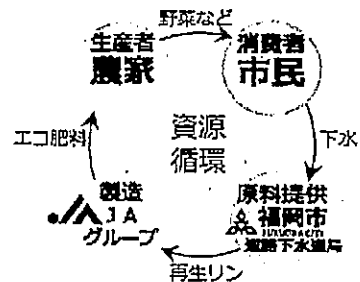 野菜など
生産者
農家
消費者
市民
エコ肥料
資源
循環
下水
製造
JA
グループ
原料提供
福岡市
道路下水道局
再生リン